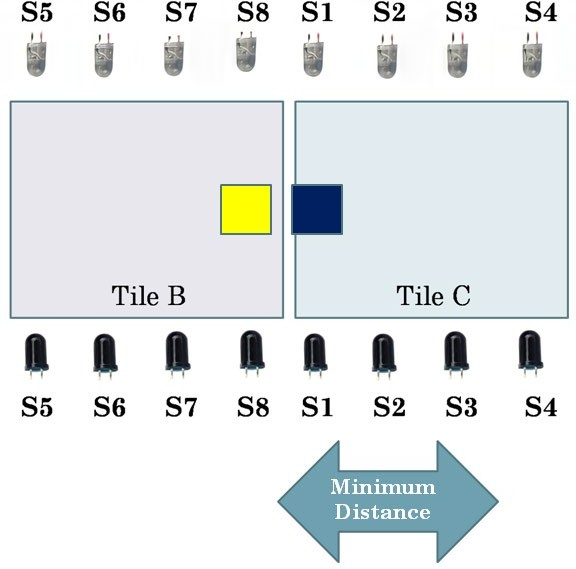 S5 S6 S7 S8 S1 S2 S3 S4
Tile B Tile C
S5 S6 S7 S8 S1 S2 S3 S4
Minimum
Distance